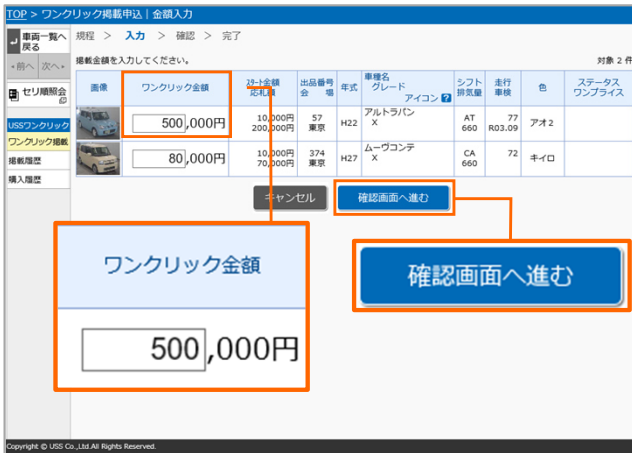 TOP > ワンクリック掲載申込 | 金額入力
車両一覧へ
戻る
規程 > 入力 > 確認 > 完了
前へ 次へ
掲載金額を入力してください。
対象 2 件
セリ順照会
画像
ワンクリック金額
スタート金額
応札額
出品番号
会 場
年式
車種名
グレード
アイコン ?
シフト
排気量
走行
車検
色
ステータス
ワンプライス
USSワンクリック
ワンクリック掲載
掲載履歴
購入履歴
500,000円
10,000円
200,000円
57
東京
H22
アルトラパン
X
AT
660
77
R03.09
アオ2
80,000円
10,000円
70,000円
374
東京
H27
ムーヴコンテ
X
CA
660
72
キイロ
キャンセル
確認画面へ進む
ワンクリック金額
500,000円
確認画面へ進む
Copyright © USS Co.,Ltd.All Rights Reserved.